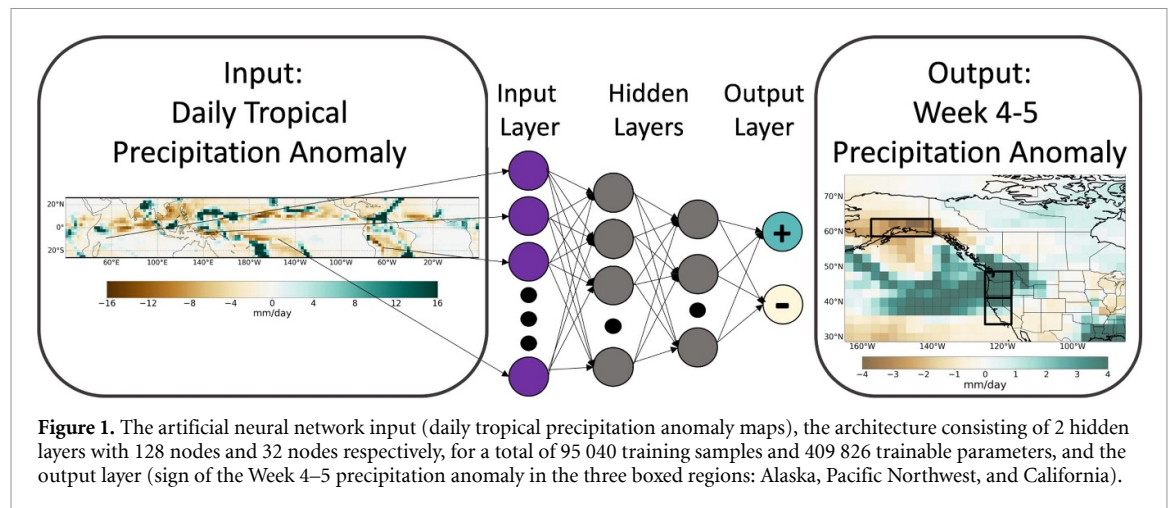 Input:
Daily Tropical
Precipitation Anomaly
20°N
0°
20°S
60°E
100°E
140°E
180°
140°W
100°W
60°W
20°W
−16
−12
−8
−4
0
4
8
12
16
mm/day
Input
Layer
Hidden
Layers
Output
Layer
+
-
Output:
Week 4-5
Precipitation Anomaly
70°N
60°N
50°N
40°N
30°N
160°W
140°W
120°W
100°W
−4
−3
−2
−1
0
1
2
3
4
mm/day
Figure 1. The artificial neural network input (daily tropical precipitation anomaly maps), the architecture consisting of 2 hidden
layers with 128 nodes and 32 nodes respectively, for a total of 95 040 training samples and 409 826 trainable parameters, and the
output layer (sign of the Week 4–5 precipitation anomaly in the three boxed regions: Alaska, Pacific Northwest, and California).